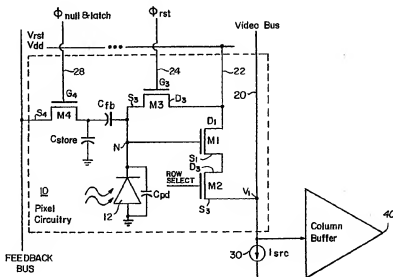 Φnull &latch
Φrst
Video Bus
Vrst
Vdd
28
24
22
20
G4
G3
S4
M4
Cfb
S3
D3
M3
Cstore
N
D1
M1
S1
D3
ROW
SELECT
M2
S3
V1
10
Pixel
Circuitry
12
Cpd
Column
Buffer
40
30
Isrc
FEEDBACK
BUS